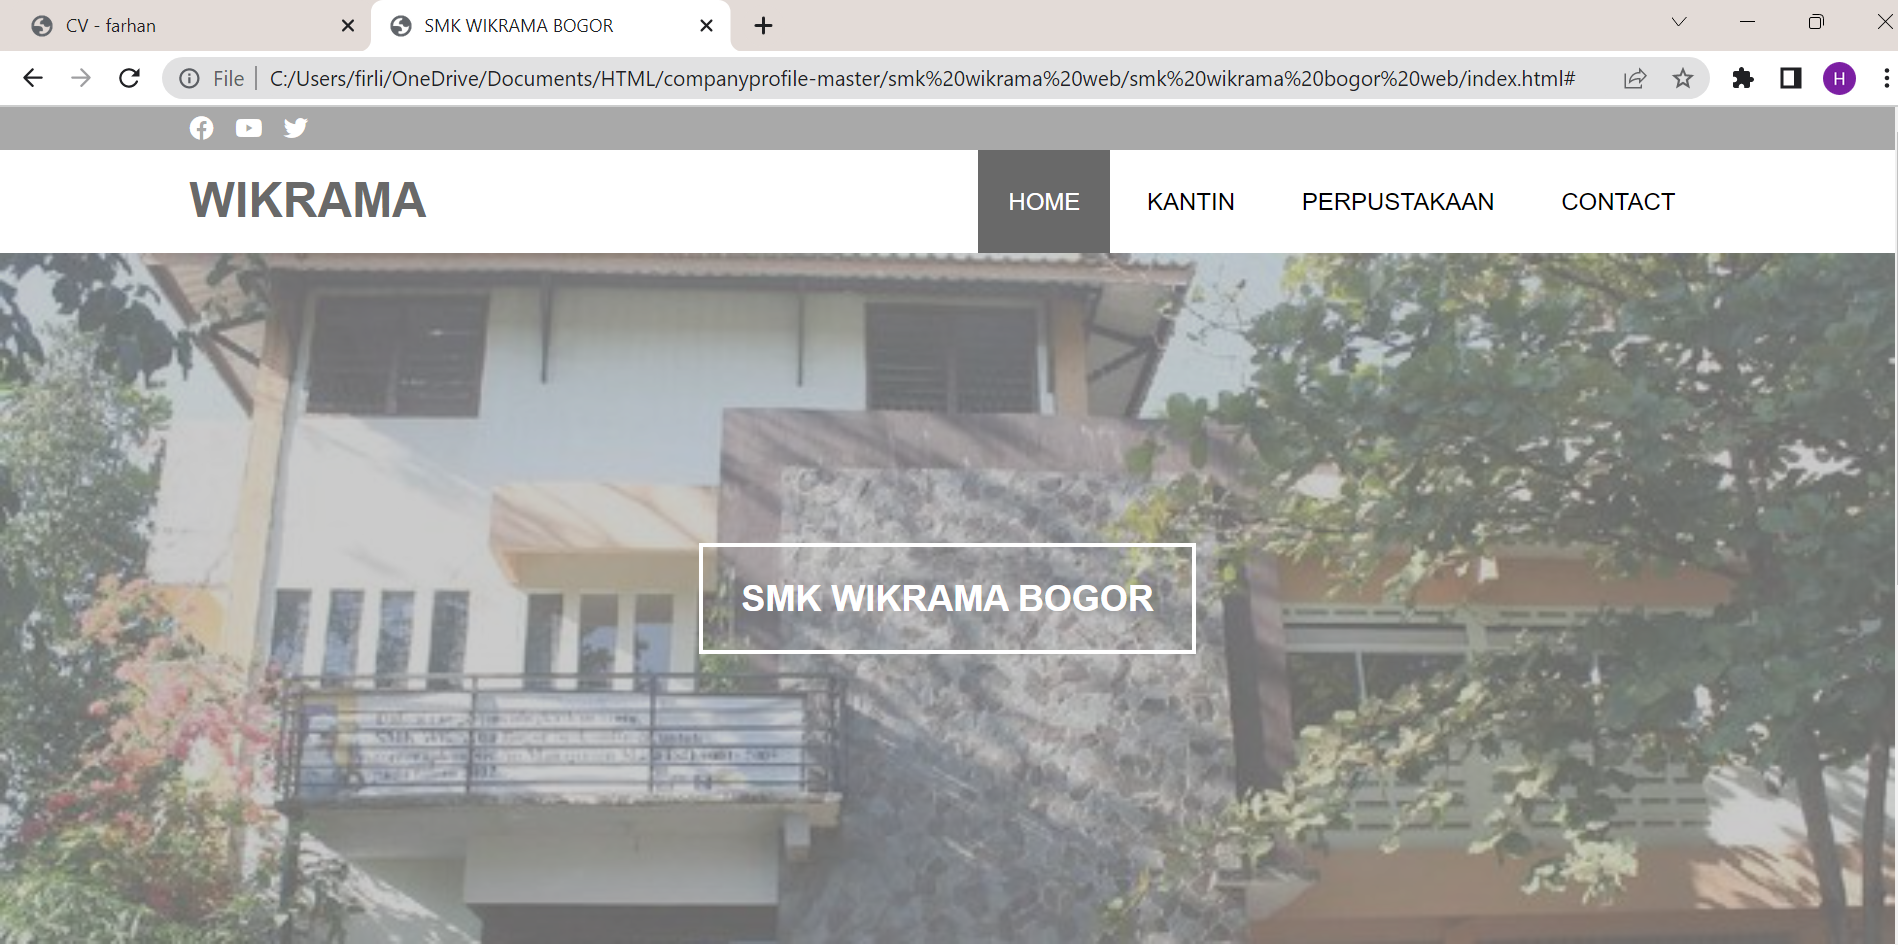 CV - farhan
SMK WIKRAMA BOGOR
File
C:/Users/firli/OneDrive/Documents/HTML/companyprofile-master/smk%20wikrama%20web/smk%20wikrama%20bogor%20web/index.html#
H
WIKRAMA
HOME KANTIN PERPUSTAKAAN CONTACT
SMK WIKRAMA BOGOR